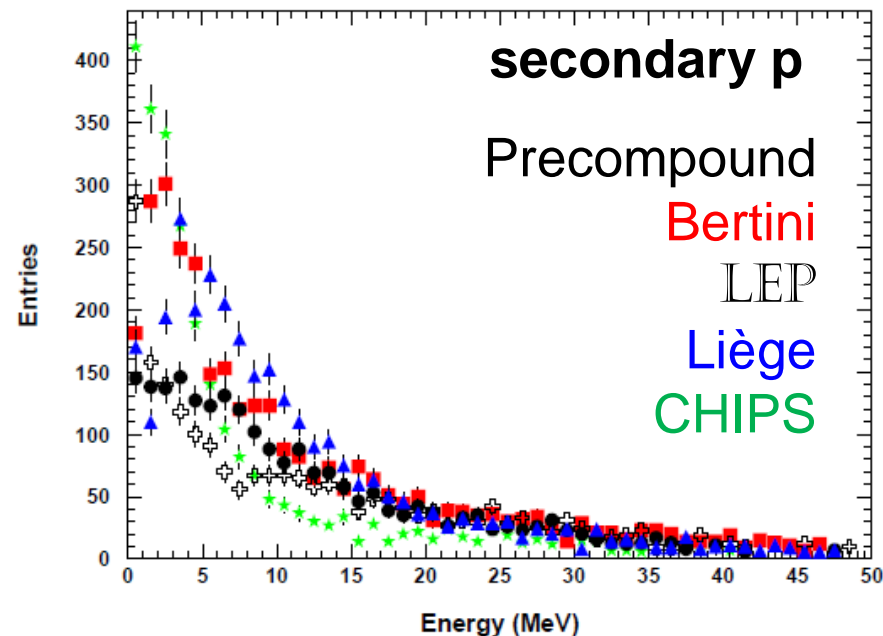 secondary p
Precompound
Bertini
LEP
Liège
CHIPS
Entries
400
350
300
250
200
150
100
50
0
0 5 10 15 20 25 30 35 40 45 50
Energy (MeV)